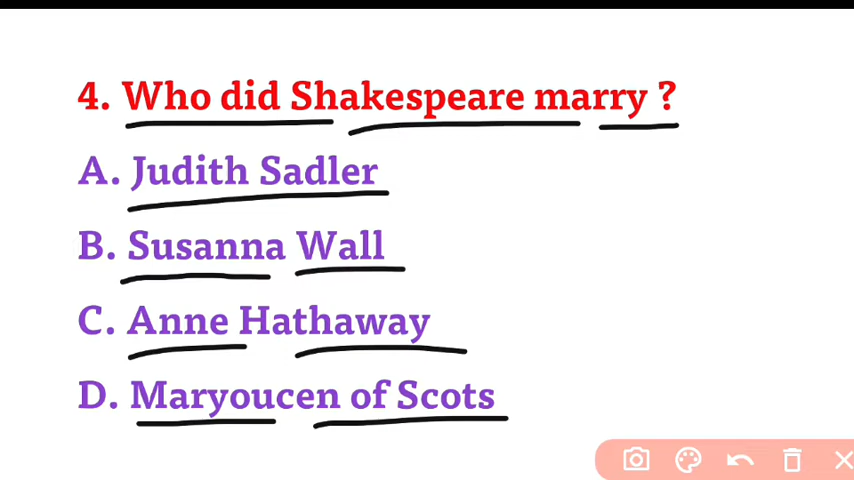 4. Who did Shakespeare marry ?
A. Judith Sadler
B. Susanna Wall
C. Anne Hathaway
D. Maryoucen of Scots